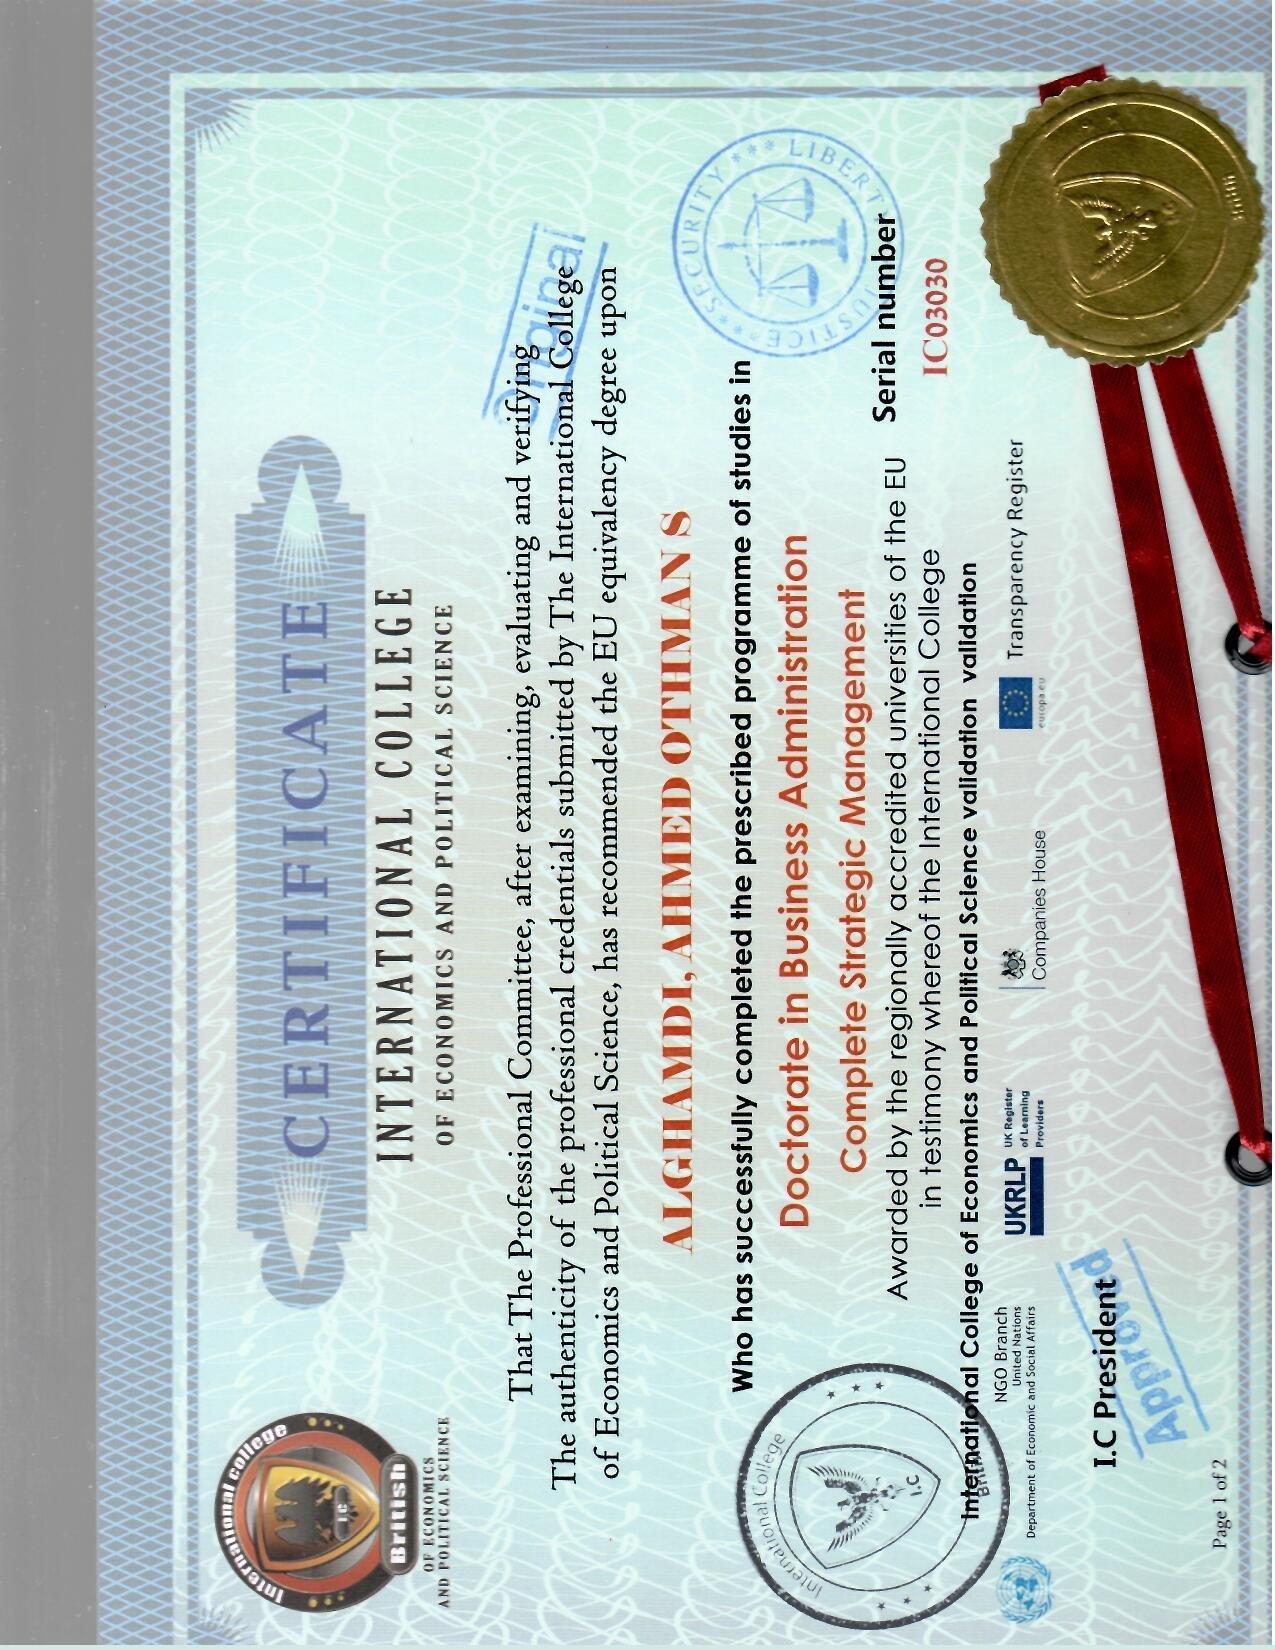 International college
I.C
British
OF ECONOMICS
AND POLITICAL SCIENCE
CERTIFICATE
INTERNATIONAL COLLEGE
OF ECONOMICS AND POLITICAL SCIENCE
Original
That The Professional Committee, after examining, evaluating and verifying
The authenticity of the professional credentials submitted by The International College
of Economics and Political Science, has recommended the EU equivalency degree upon
ALGHAMDI, AHMED OTHMAN S
Who has successfully completed the prescribed programme of studies in
Doctorate in Business Administration
Complete Strategic Management
Awarded by the regionally accredited universities of the EU
in testimony whereof the International College
International College of Economics and Political Science validation validation
International College
I.C
British
JUSTICE *** SECURITY *** LIBERTY
Serial number
IC03030
NGO Branch
United Nations
Department of Economic and Social Affairs
UKRLP
UK Register
of Learning
Providers
Companies House
europa.eu
Transparency Register
I.C President
Approved
Page 1 of 2